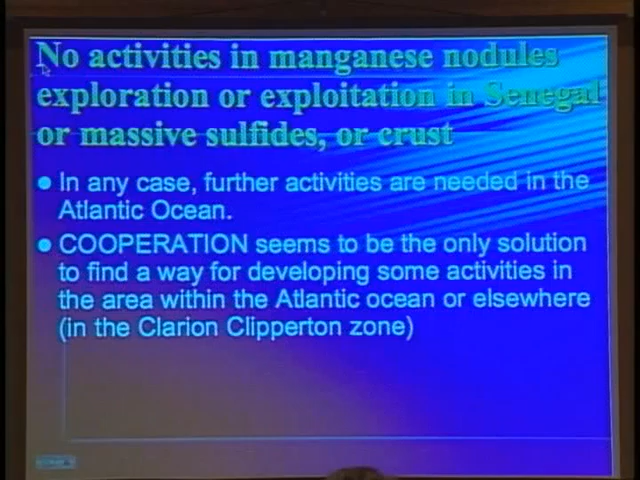 No activities in manganese nodules
exploration or exploitation in Senegal
or massive sulfides, or crust
● In any case, further activities are needed in the
Atlantic Ocean.
● COOPERATION seems to be the only solution
to find a way for developing some activities in
the area within the Atlantic ocean or elsewhere
(in the Clarion Clipperton zone)